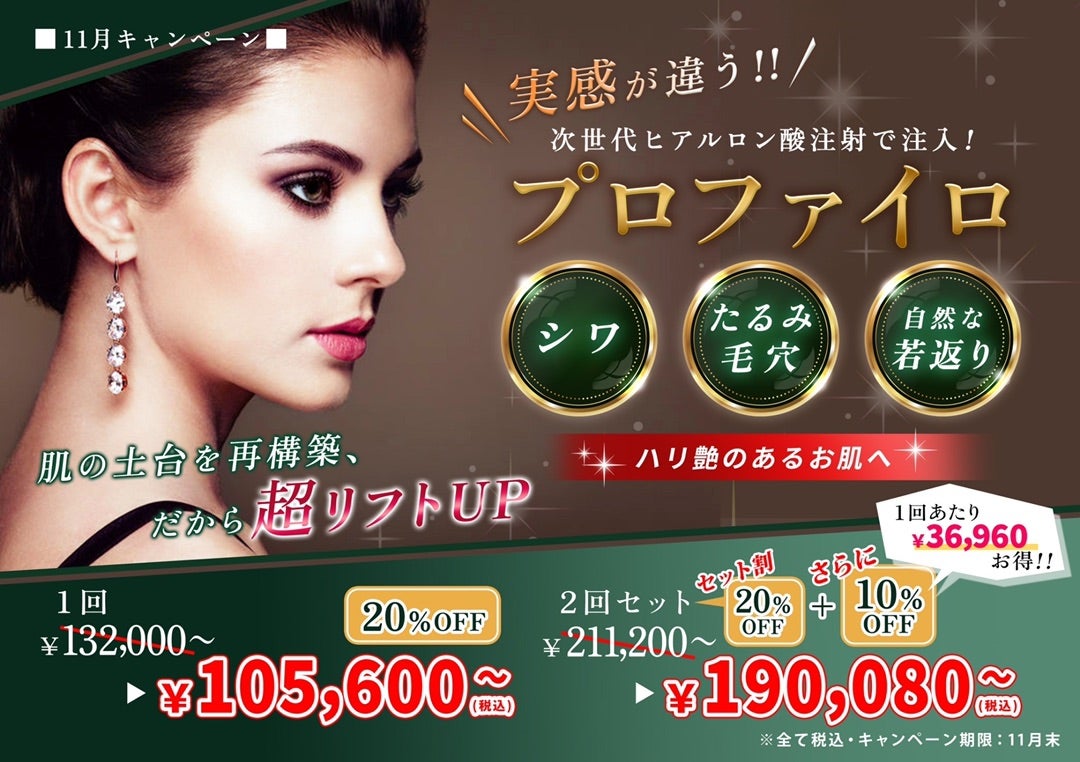 ■11月キャンペーン■
実感が違う!!
次世代ヒアルロン酸注射で注入!
プロファイロ
シワ
たるみ
毛穴
自然な
若返り
肌の土台を再構築、
だから超リフトUP
ハリ艶のあるお肌へ
1回あたり
¥36,960
お得!!
1回
¥132,000～
20%OFF
▶¥105,600～(税込)
2回セット
¥211,200～
セット割
20%
OFF
+
さらに
10%
OFF
▶¥190,080～(税込)
※全て税込・キャンペーン期限：11月末